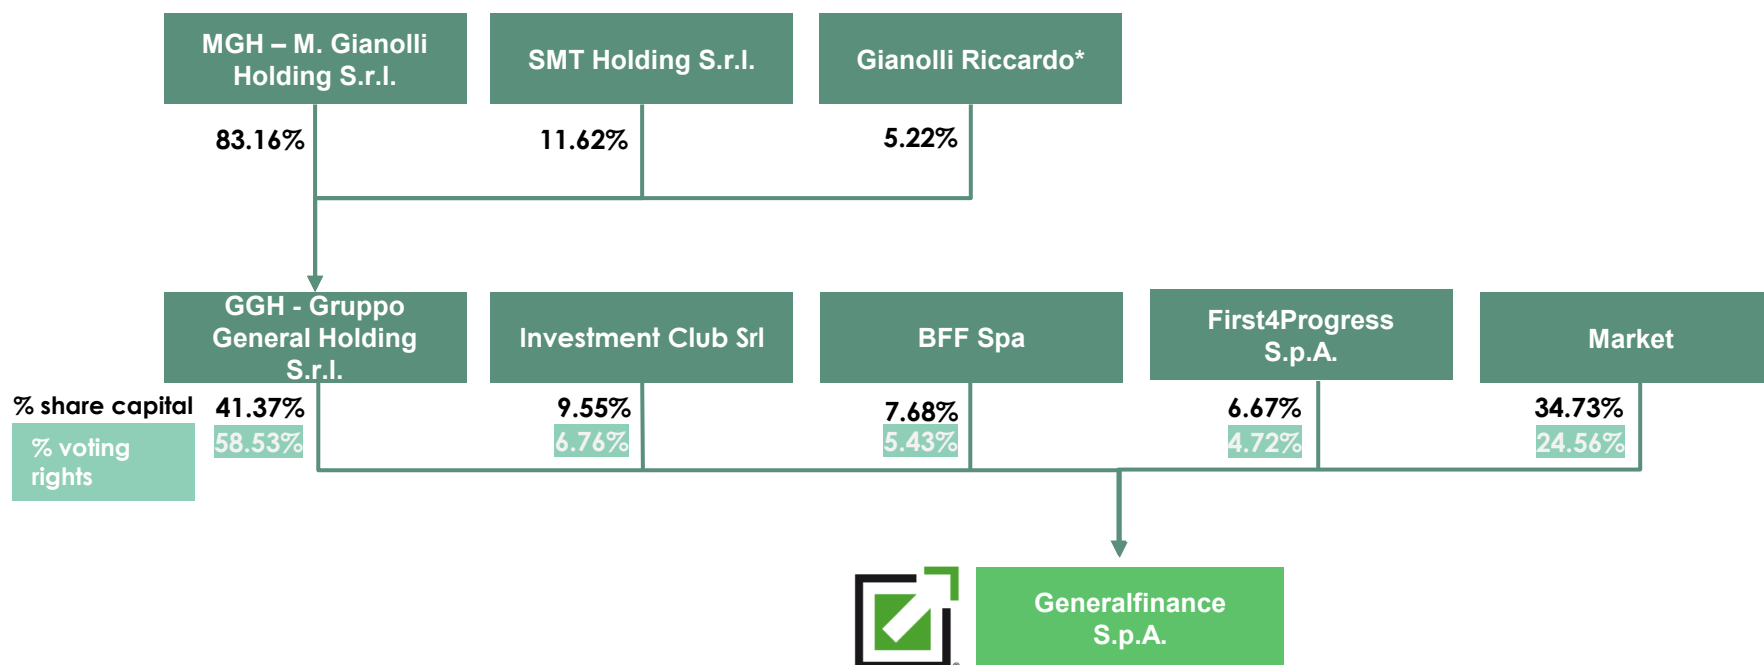 MGH – M. Gianolli
Holding S.r.l.
SMT Holding S.r.l.
Gianolli Riccardo*
83.16%
11.62%
5.22%
GGH - Gruppo
General Holding
S.r.l.
Investment Club Srl
BFF Spa
First4Progress
S.p.A.
Market
% share capital
41.37%
9.55%
7.68%
6.67%
34.73%
% voting
rights
58.53%
6.76%
5.43%
4.72%
24.56%
Generalfinance
S.p.A.
®